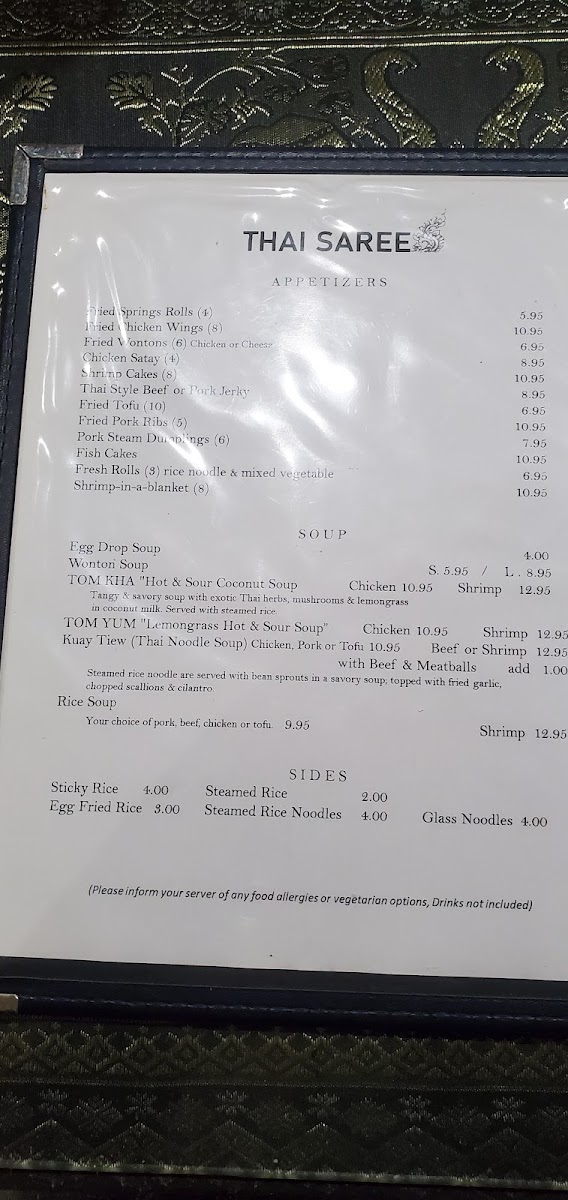 THAI SAREE
APPETIZERS
Fried Springs Rolls (4) 5.95
Fried Chicken Wings (8) 10.95
Fried Wontons (6) Chicken or Cheese 6.95
Chicken Satay (4) 8.95
Shrimp Cakes (8) 10.95
Thai Style Beef or Pork Jerky 8.95
Fried Tofu (10) 6.95
Fried Pork Ribs (5) 10.95
Pork Steam Dumplings (6) 7.95
Fish Cakes 10.95
Fresh Rolls (3) rice noodle & mixed vegetable 6.95
Shrimp-in-a-blanket (8) 10.95
SOUP
Egg Drop Soup 4.00
Wonton Soup S. 5.95 / L. 8.95
TOM KHA "Hot & Sour Coconut Soup Chicken 10.95 Shrimp 12.95
Tangy & savory soup with exotic Thai herbs, mushrooms & lemongrass
in coconut milk. Served with steamed rice.
TOM YUM "Lemongrass Hot & Sour Soup" Chicken 10.95 Shrimp 12.95
Kuay Tiew (Thai Noodle Soup) Chicken, Pork or Tofu 10.95 Beef or Shrimp 12.95
with Beef & Meatballs add 1.00
Steamed rice noodle are served with bean sprouts in a savory soup; topped with fried garlic,
chopped scallions & cilantro.
Rice Soup
Your choice of pork, beef, chicken or tofu. 9.95 Shrimp 12.95
SIDES
Sticky Rice 4.00 Steamed Rice 2.00
Egg Fried Rice 3.00 Steamed Rice Noodles 4.00 Glass Noodles 4.00
(Please inform your server of any food allergies or vegetarian options, Drinks not included)